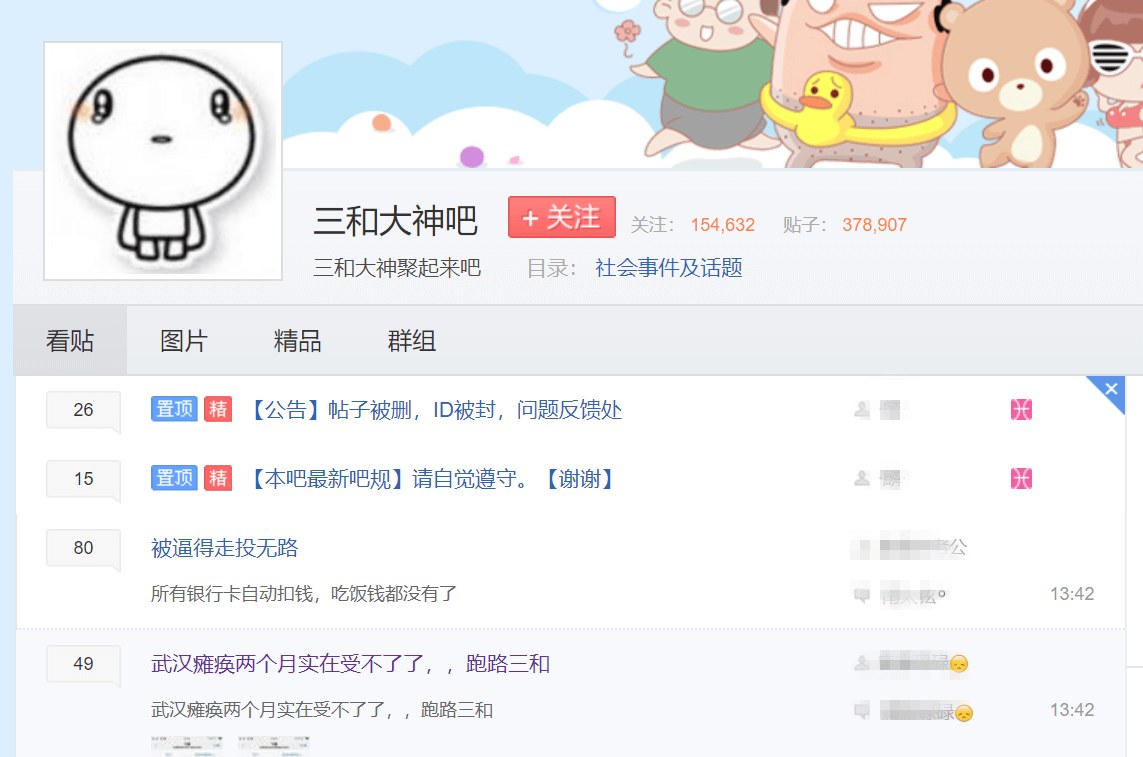 三和大神吧 + 关注 关注： 154,632 贴子： 378,907
三和大神聚起来吧 目录： 社会事件及话题
看贴 图片 精品 群组
26 置顶 精 【公告】帖子被删，ID被封，问题反馈处
15 置顶 精 【本吧最新吧规】请自觉遵守。【谢谢】
80 被逼得走投无路 公
所有银行卡自动扣钱，吃饭钱都没有了 13:42
49 武汉瘫痪两个月实在受不了了，，跑路三和
武汉瘫痪两个月实在受不了了，，跑路三和 13:42